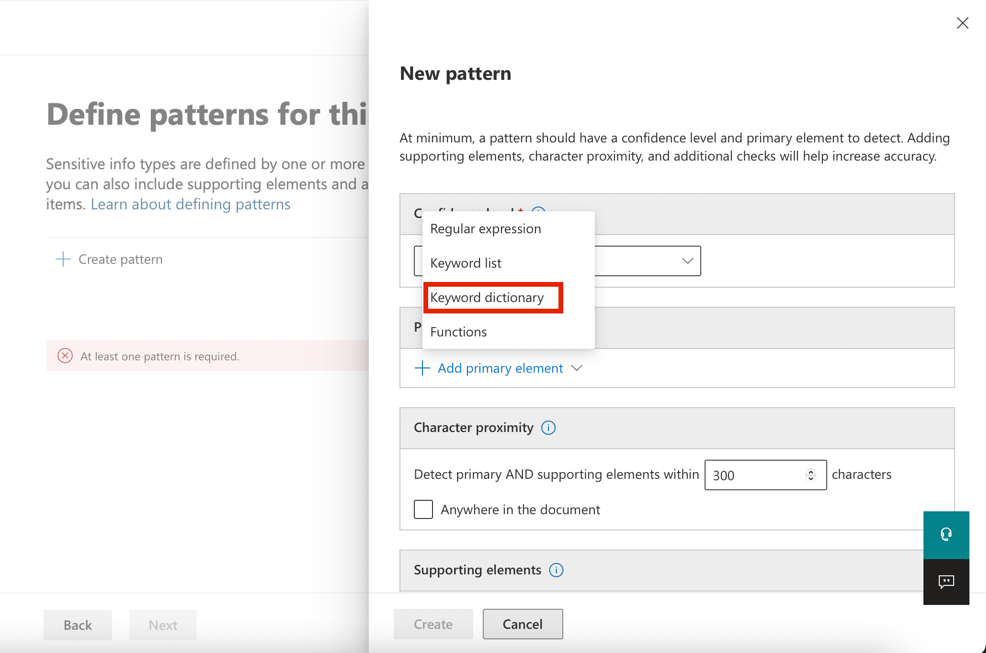 Define patterns for thi
Sensitive info types are defined by one or more
you can also include supporting elements and a
items. Learn about defining patterns
Create pattern
At least one pattern is required.
Back
Next
New pattern
At minimum, a pattern should have a confidence level and primary element to detect. Adding
supporting elements, character proximity, and additional checks will help increase accuracy.
Regular expression
Keyword list
Keyword dictionary
Functions
Add primary element
Character proximity
Detect primary AND supporting elements within 300 characters
Anywhere in the document
Supporting elements
Create
Cancel